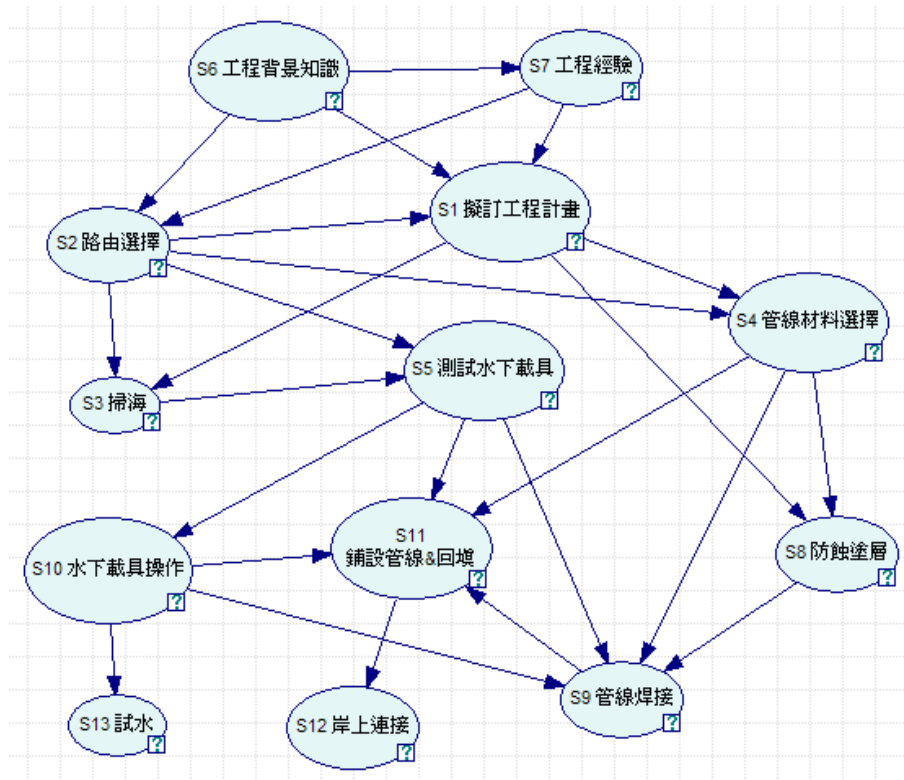 S6 工程背景知識
?
S7 工程經驗
?
S1 擬訂工程計畫
?
S2 路由選擇
?
S4 管線材料選擇
?
S5 測試水下載具
?
S3 掃海
?
S11
鋪設管線&回塡
?
S8 防蝕塗層
?
S10 水下載具操作
?
S9 管線焊接
?
S13 試水
?
S12 岸上連接
?